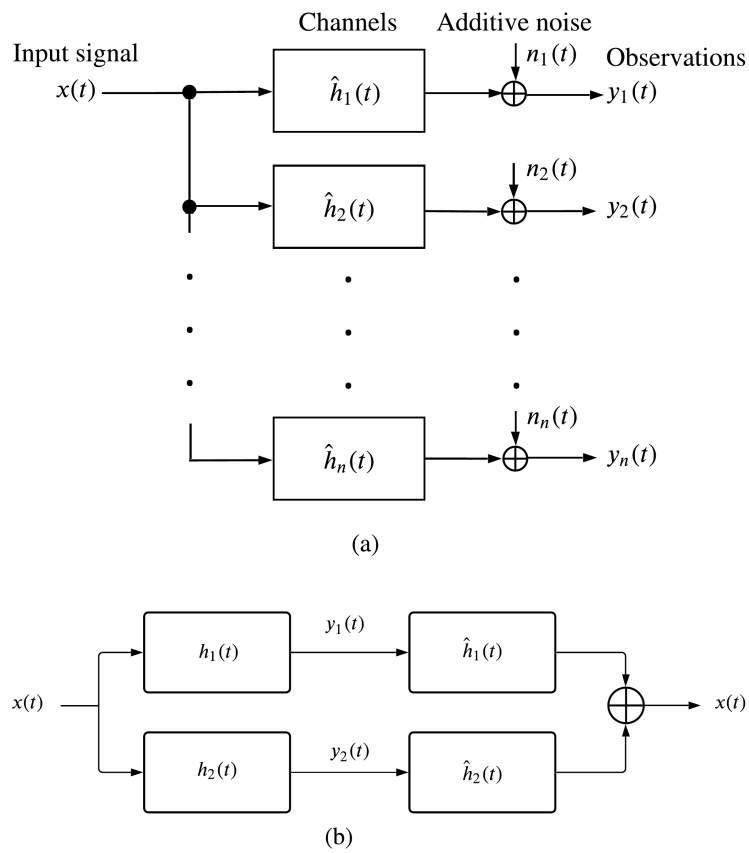 Channels
Additive noise
Input signal
n₁(t)
Observations
x(t)
ĥ₁(t)
y₁(t)
n₂(t)
ĥ₂(t)
y₂(t)
nₙ(t)
ĥₙ(t)
yₙ(t)
(a)
h₁(t)
y₁(t)
ĥ₁(t)
x(t)
x(t)
h₂(t)
y₂(t)
ĥ₂(t)
(b)